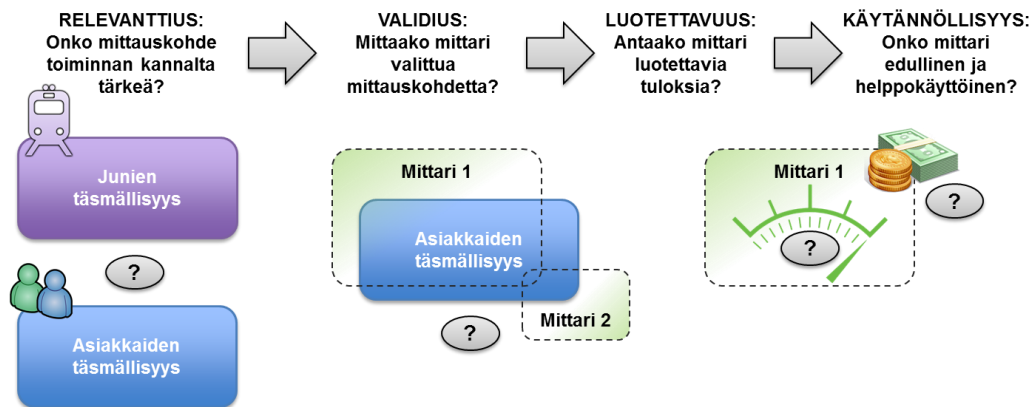 RELEVANTTIUS:
Onko mittauskohde
toiminnan kannalta
tärkeä?
VALIDIUS:
Mittaako mittari
valittua
mittauskohdetta?
LUOTETTAVUUS:
Antaako mittari
luotettavia
tuloksia?
KÄYTÄNNÖLLISYYS:
Onko mittari
edullinen ja
helppokäyttöinen?
Junien
täsmällisyys
?
Asiakkaiden
täsmällisyys
Mittari 1
Asiakkaiden
täsmällisyys
Mittari 2
?
Mittari 1
?
?